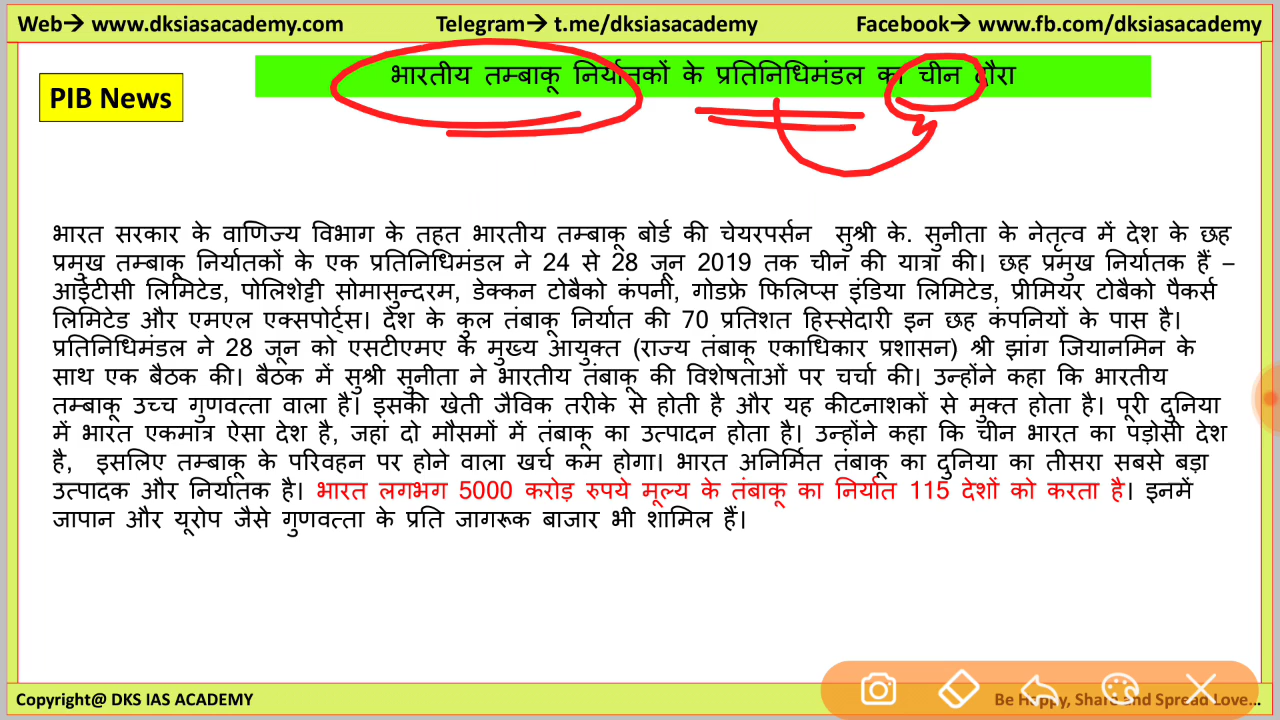 Web→ www.dksiasacademy.com Telegram→ t.me/dksiasacademy Facebook→ www.fb.com/dksiasacademy
भारतीय तम्बाकू निर्यातकों के प्रतिनिधिमंडल का चीन दौरा
PIB News
भारत सरकार के वाणिज्य विभाग के तहत भारतीय तम्बाकू बोर्ड की चेयरपर्सन सुश्री के. सुनीता के नेतृत्व में देश के छह
प्रमुख तम्बाकू निर्यातकों के एक प्रतिनिधिमंडल ने 24 से 28 जून 2019 तक चीन की यात्रा की। छह प्रमुख निर्यातक हैं –
आईटीसी लिमिटेड, पोलिशेट्टी सोमासुन्दरम, डेक्कन टोबैको कंपनी, गोडफ्रे फिलिप्स इंडिया लिमिटेड, प्रीमियर टोबैको पैकर्स
लिमिटेड और एमएल एक्सपोर्ट्स। देश के कुल तंबाकू निर्यात की 70 प्रतिशत हिस्सेदारी इन छह कंपनियों के पास है।
प्रतिनिधिमंडल ने 28 जून को एसटीएमए के मुख्य आयुक्त (राज्य तंबाकू एकाधिकार प्रशासन) श्री झांग जियानमिन के
साथ एक बैठक की। बैठक में सुश्री सुनीता ने भारतीय तंबाकू की विशेषताओं पर चर्चा की। उन्होंने कहा कि भारतीय
तम्बाकू उच्च गुणवत्ता वाला है। इसकी खेती जैविक तरीके से होती है और यह कीटनाशकों से मुक्त होता है। पूरी दुनिया
में भारत एकमात्र ऐसा देश है, जहां दो मौसमों में तंबाकू का उत्पादन होता है। उन्होंने कहा कि चीन भारत का पड़ोसी देश
है, इसलिए तम्बाकू के परिवहन पर होने वाला खर्च कम होगा। भारत अनिर्मित तंबाकू का दुनिया का तीसरा सबसे बड़ा
उत्पादक और निर्यातक है। भारत लगभग 5000 करोड़ रुपये मूल्य के तंबाकू का निर्यात 115 देशों को करता है। इनमें
जापान और यूरोप जैसे गुणवत्ता के प्रति जागरूक बाजार भी शामिल हैं।
Copyright@ DKS IAS ACADEMY Be Happy, Share and Spread Love...